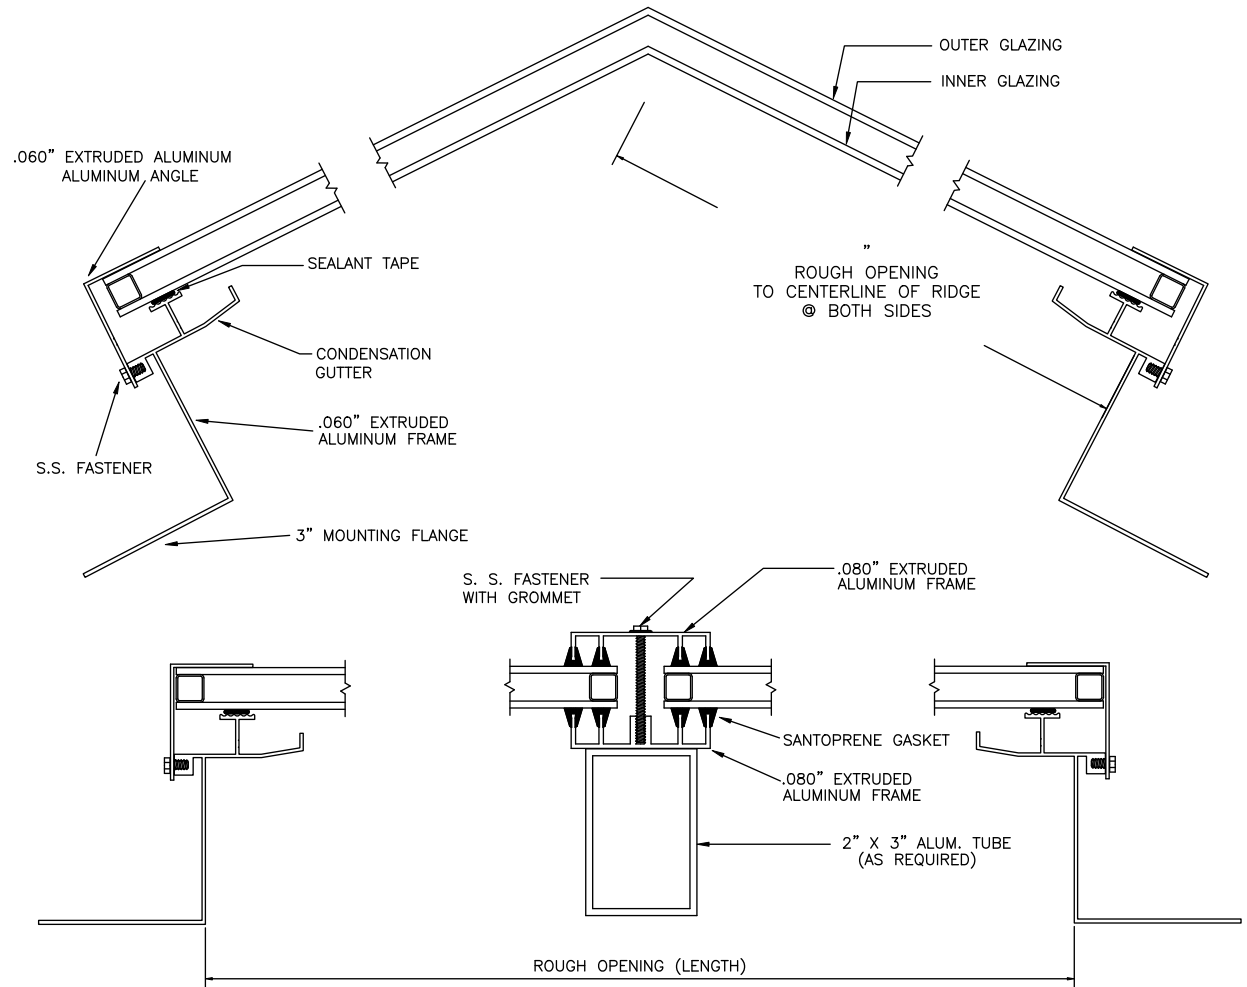 OUTER GLAZING
INNER GLAZING
.060” EXTRUDED ALUMINUM
ALUMINUM ANGLE
SEALANT TAPE
”
ROUGH OPENING
TO CENTERLINE OF RIDGE
@ BOTH SIDES
CONDENSATION
GUTTER
.060” EXTRUDED
ALUMINUM FRAME
S.S. FASTENER
3” MOUNTING FLANGE
S. S. FASTENER
WITH GROMMET
.080” EXTRUDED
ALUMINUM FRAME
SANTOPRENE GASKET
.080” EXTRUDED
ALUMINUM FRAME
2” X 3” ALUM. TUBE
(AS REQUIRED)
ROUGH OPENING (LENGTH)